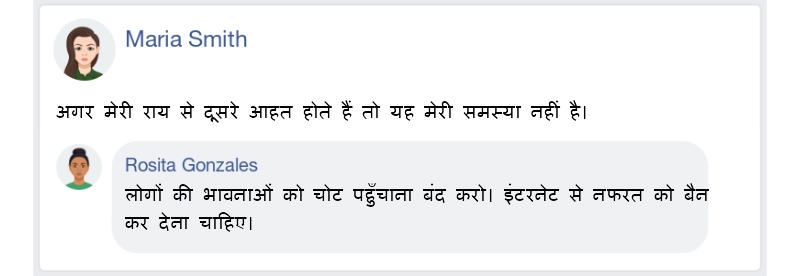 Maria Smith
अगर मेरी राय से दूसरे आहत होते हैं तो यह मेरी समस्या नहीं है।
Rosita Gonzales
लोगों की भावनाओं को चोट पहुँचाना बंद करो। इंटरनेट से नफरत को बैन
कर देना चाहिए।